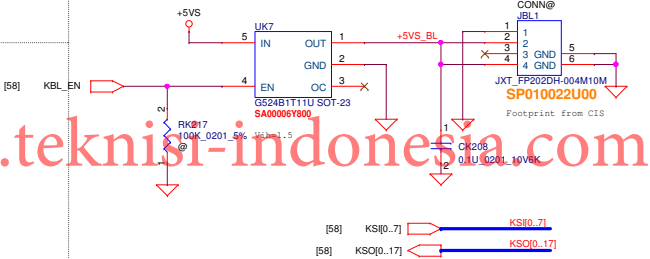 CONN@
+5VS
UK7
JBL1
5 IN OUT 1 +5VS_BL
GND 2
[58] KBL_EN 4 EN OC 3
1 1
2 2
3 3 GND 5
4 4 GND 6
G524B1T11U SOT-23
SA00006Y800
JXT_FP202DH-004M10M
SP010022U00
Footprint from CIS
2
RK217
100K_0201_5% Vih=1.5
@
1
1
CK208
0.1U_0201_10V6K
2
.teknisi-indonesia.com
[58] KSI[0..7] KSI[0..7]
[58] KSO[0..17] KSO[0..17]